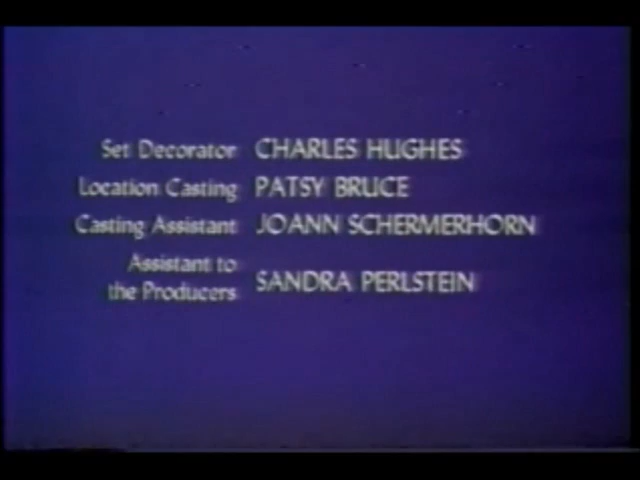 Set Decorator CHARLES HUGHES
Location Casting PATSY BRUCE
Casting Assistant JOANN SCHERMERHORN
Assistant to
the Producers SANDRA PERLSTEIN